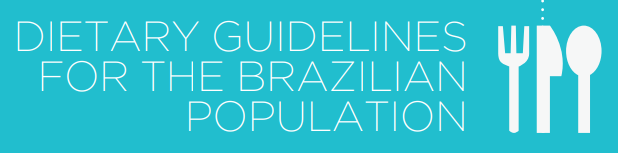 DIETARY GUIDELINES
FOR THE BRAZILIAN
POPULATION